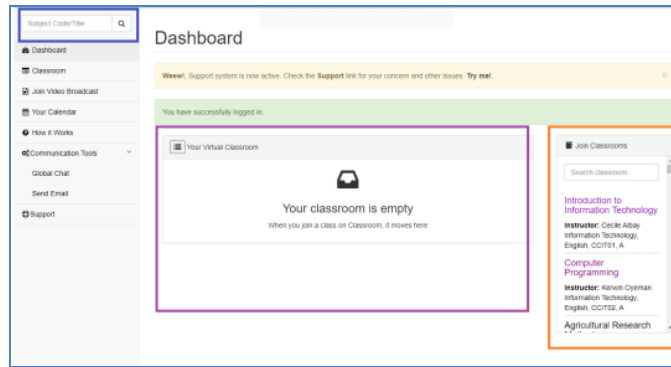 Subject Code/Title
Dashboard
Dashboard
Classroom
Join Video Broadcast
Your Calendar
How it Works
Communication Tools
Global Chat
Send Email
Support
Weew!, Support system is now active. Check the Support link for your concern and other issues. Try me!.
You have successfully logged in.
Your Virtual Classroom
Your classroom is empty
When you join a class on Classroom, it moves here
Join Classrooms
Search classroom..
Introduction to
Information Technology
Instructor: Cecile Albay
Information Technology,
English, CCIT01, A
Computer
Programming
Instructor: Kerwin Oyeman
Information Technology,
English, CCIT02, A
Agricultural Research